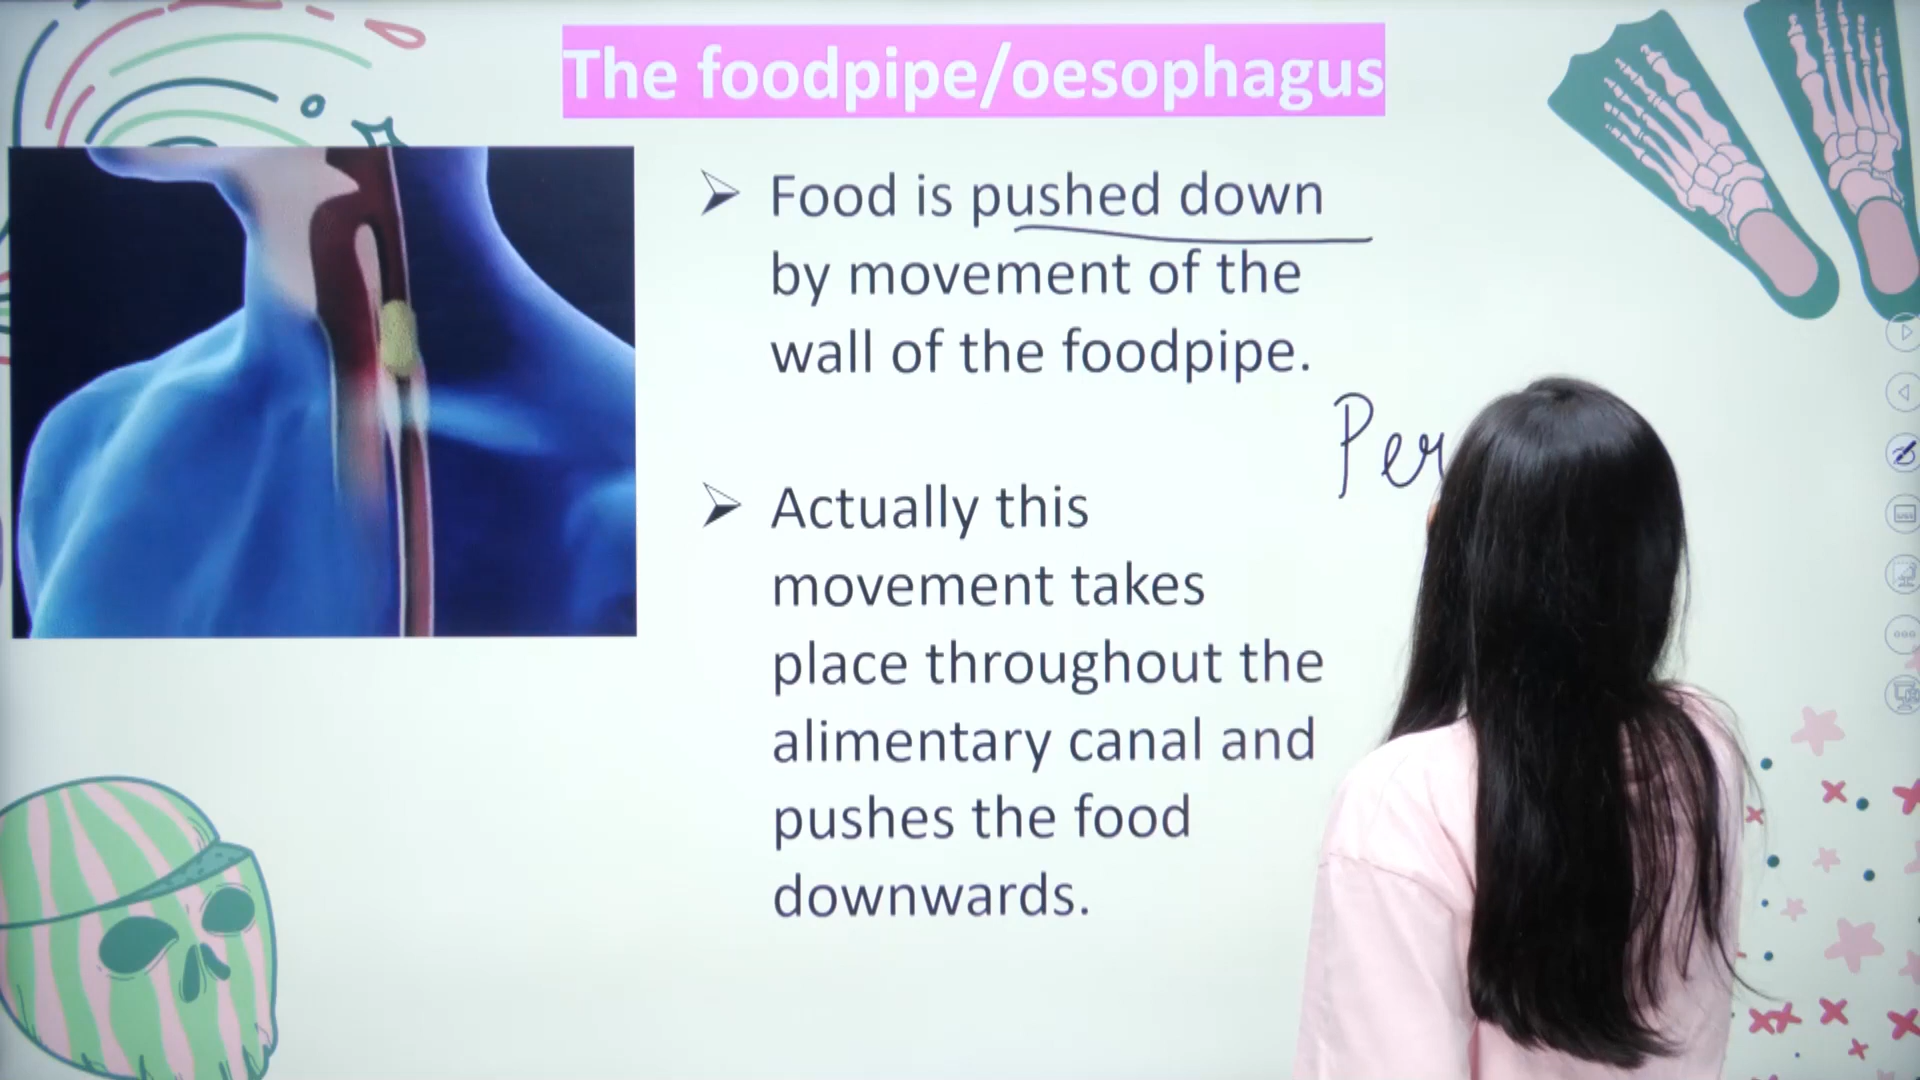 The foodpipe/oesophagus
➢ Food is pushed down
by movement of the
wall of the foodpipe.
Per
➢ Actually this
movement takes
place throughout the
alimentary canal and
pushes the food
downwards.